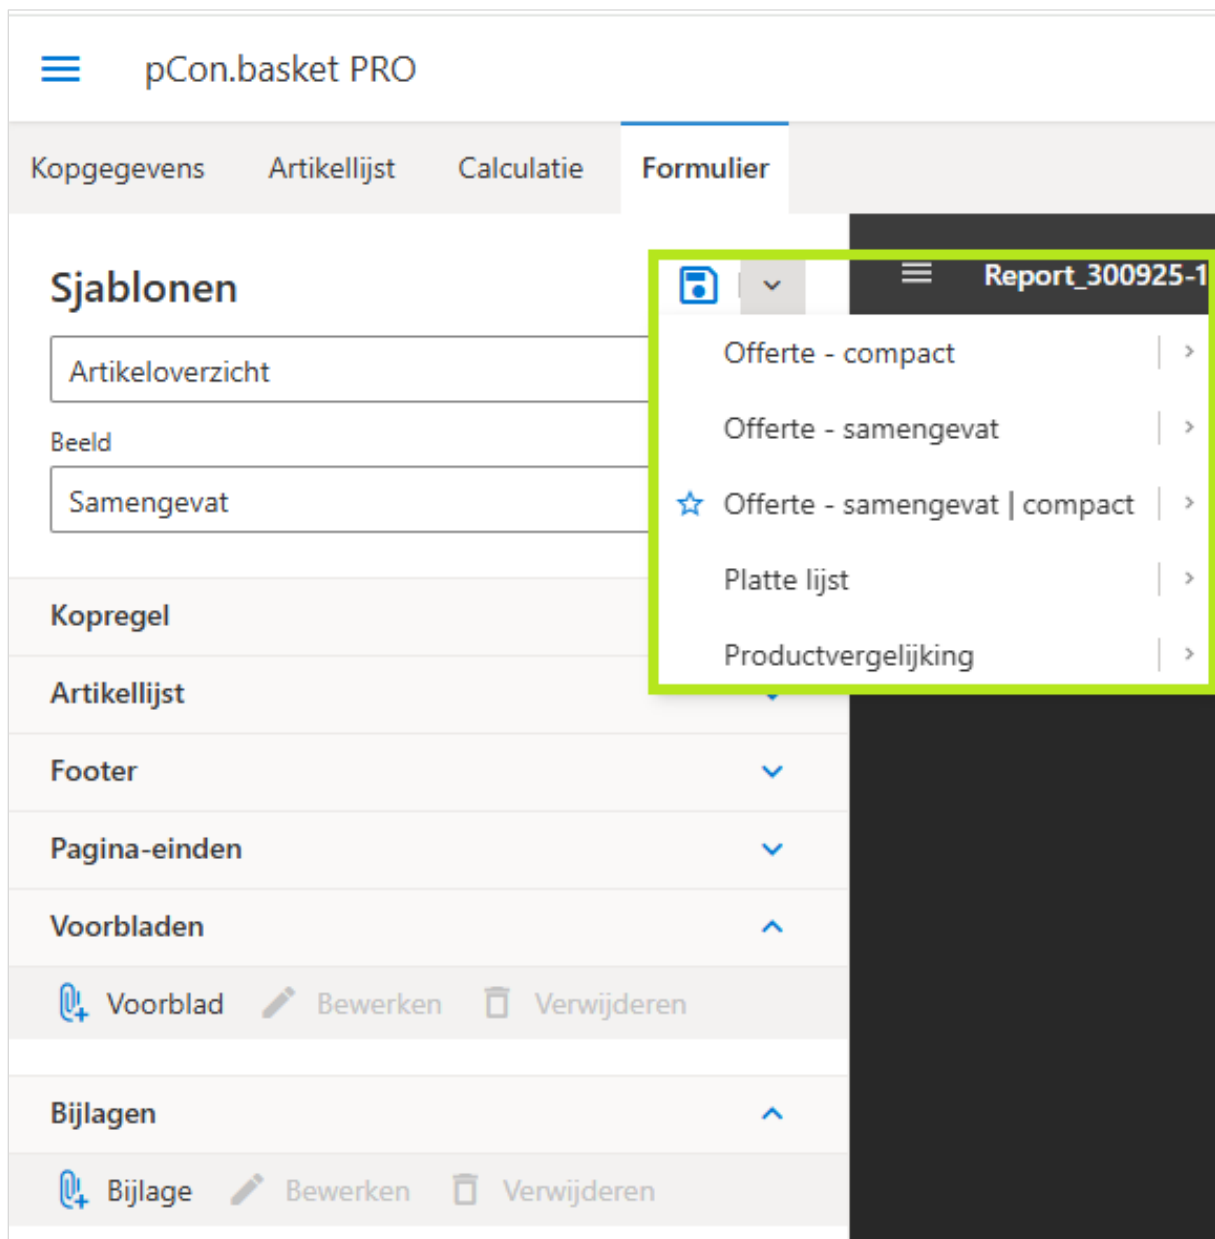 pCon.basket PRO
Kopgegevens Artikellijst Calculatie Formulier
Sjablonen
Report_300925-1
Artikeloverzicht
Beeld
Samengevat
Offerte - compact
Offerte - samengevat
Offerte - samengevat | compact
Platte lijst
Productvergelijking
Kopregel
Artikellijst
Footer
Pagina-einden
Voorbladen
Voorblad Bewerken Verwijderen
Bijlagen
Bijlage Bewerken Verwijderen